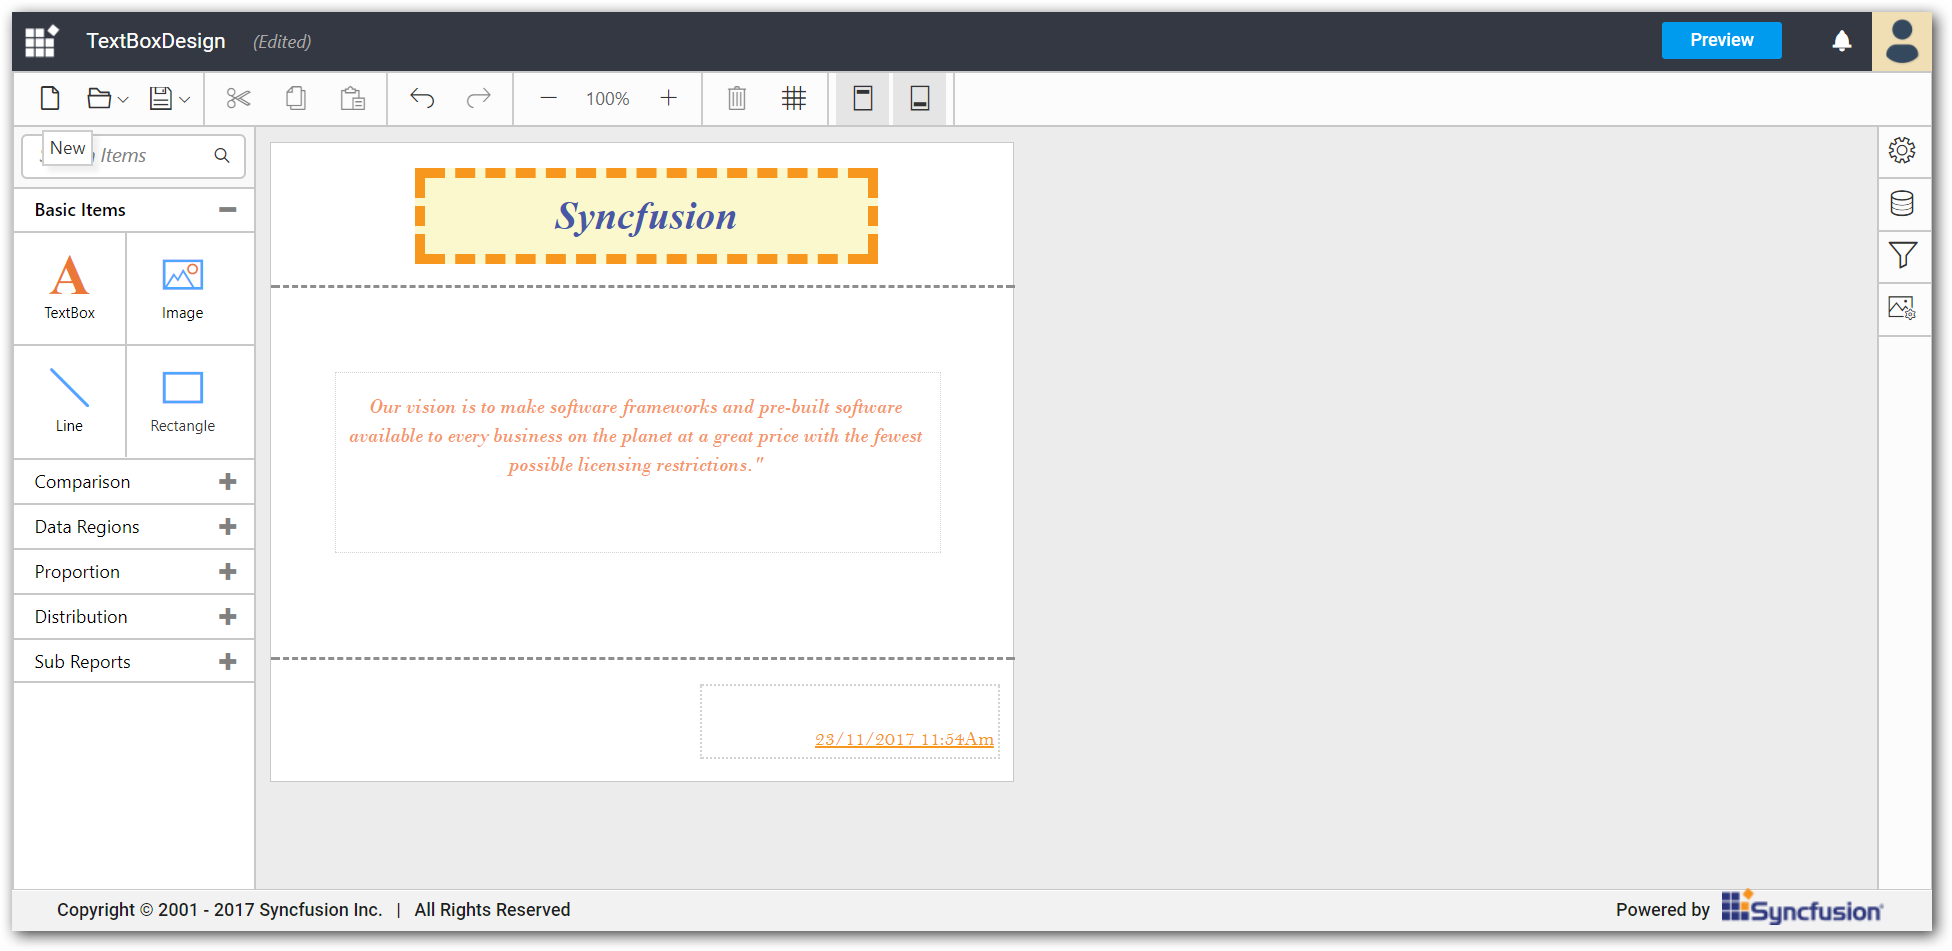 TextBoxDesign (Edited)
Preview
100%
New
Items
Basic Items
TextBox
Image
Line
Rectangle
Comparison
Data Regions
Proportion
Distribution
Sub Reports
Syncfusion
Our vision is to make software frameworks and pre-built software
available to every business on the planet at a great price with the fewest
possible licensing restrictions."
23/11/2017 11:54Am
Copyright © 2001 - 2017 Syncfusion Inc. | All Rights Reserved
Powered by Syncfusion